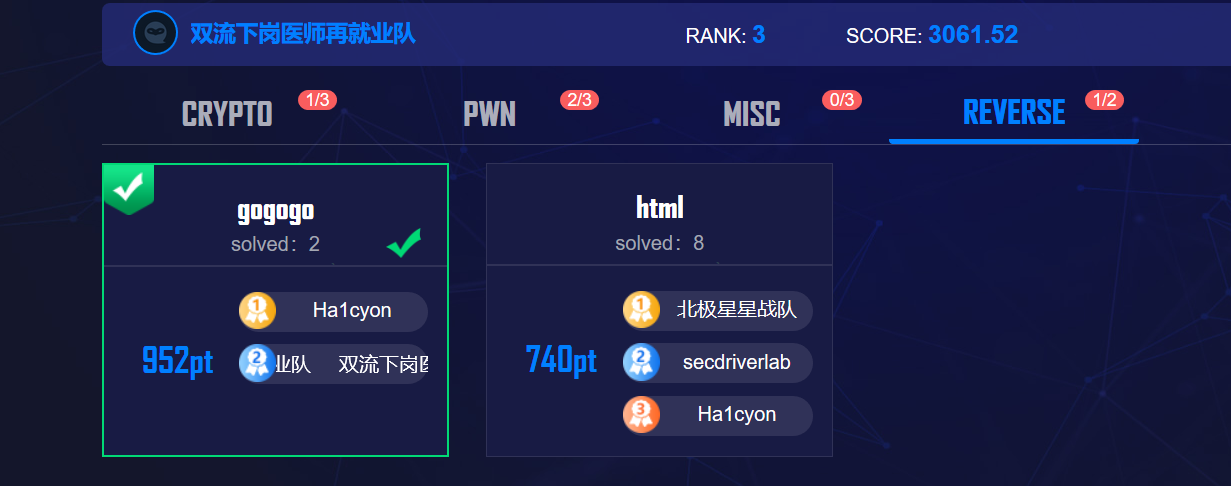 双流下岗医师再就业队 RANK: 3 SCORE: 3061.52
CRYPTO 1/3 PWN 2/3 MISC 0/3 REVERSE 1/2
gogogo
solved：2
952pt
1 Ha1cyon
2 业队 双流下岗医
html
solved：8
740pt
1 北极星星战队
2 secdriverlab
3 Ha1cyon